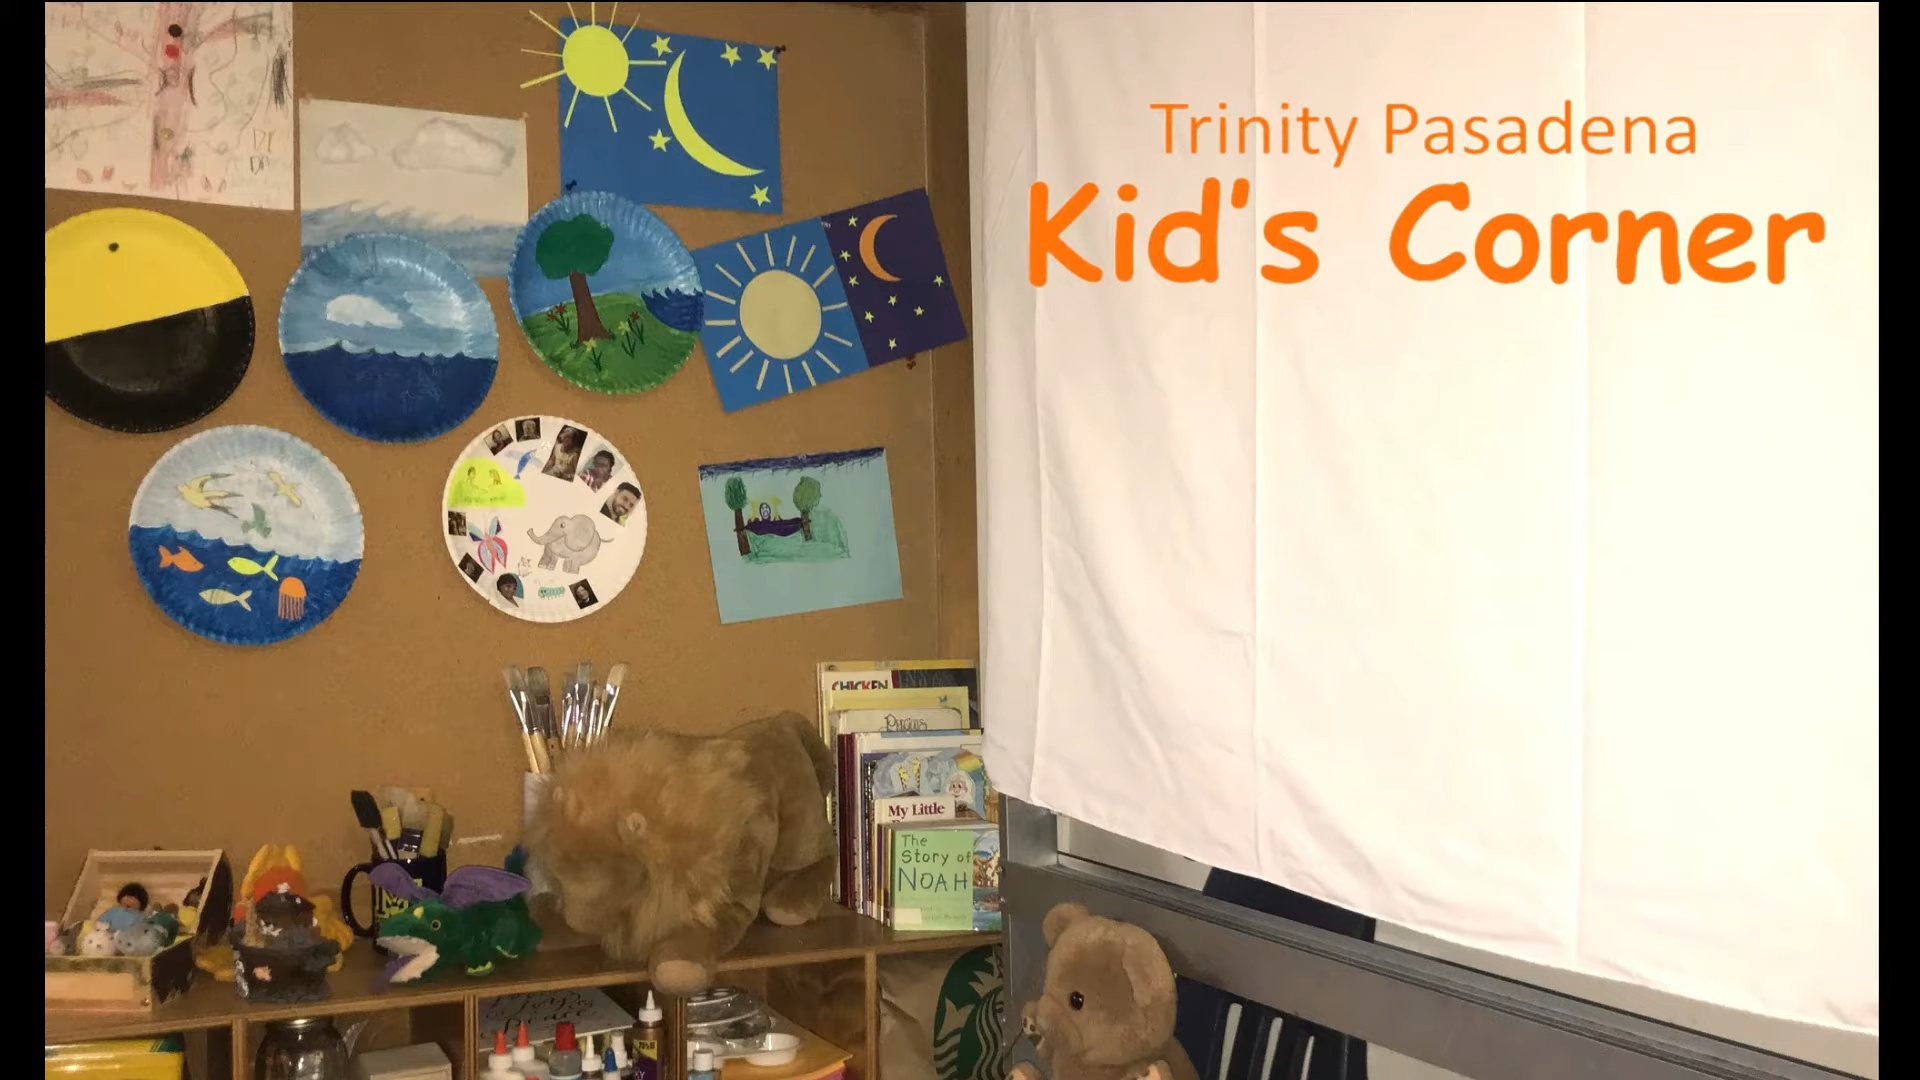 Trinity Pasadena
Kid's Corner
CHICKEN
My Little
The
Story of
NOAH